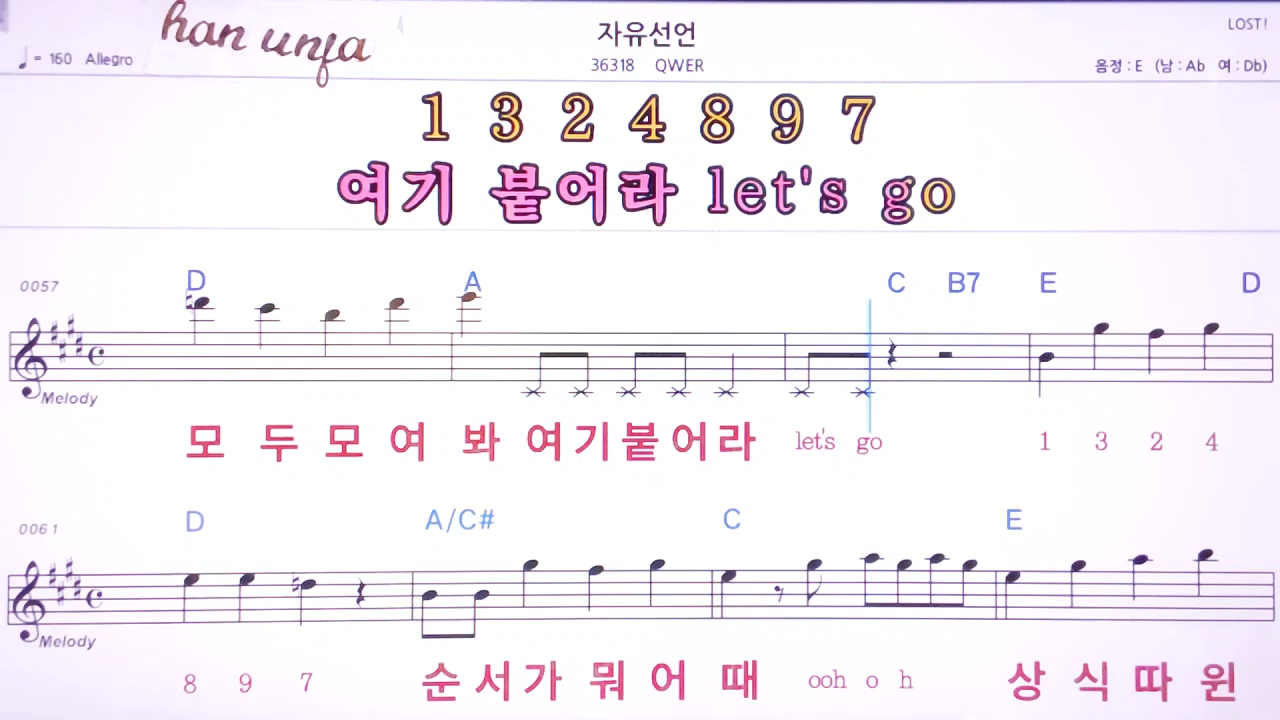 han unja
자유선언
LOST!
♩= 160 Allegro
36318 QWER
음정 : E (남 : Ab 여 : Db)
1 3 2 4 8 9 7
여기 붙어라 let's go
0057
D A C B7 E D
Melody
모 두 모 여 봐 여기붙어라 let's go 1 3 2 4
0061
D A/C# C E
Melody
8 9 7 순서가 뭐 어 때 ooh o h 상 식 따 윈